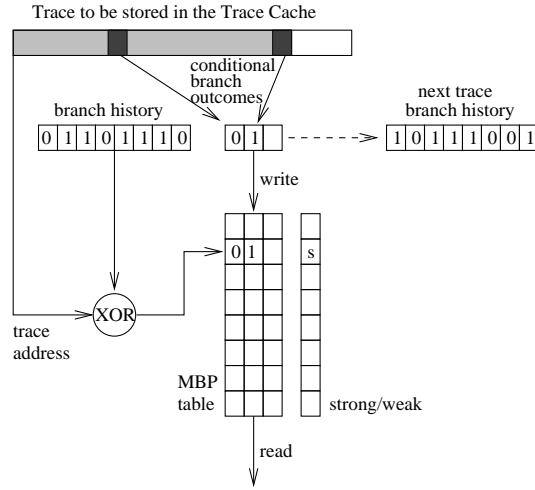 Trace to be stored in the Trace Cache
conditional
branch
outcomes
branch history
next trace
branch history
0 1 1 0 1 1 1 0
0 1
1 0 1 1 1 0 0 1
write
0 1
s
XOR
trace
address
MBP
table
strong/weak
read